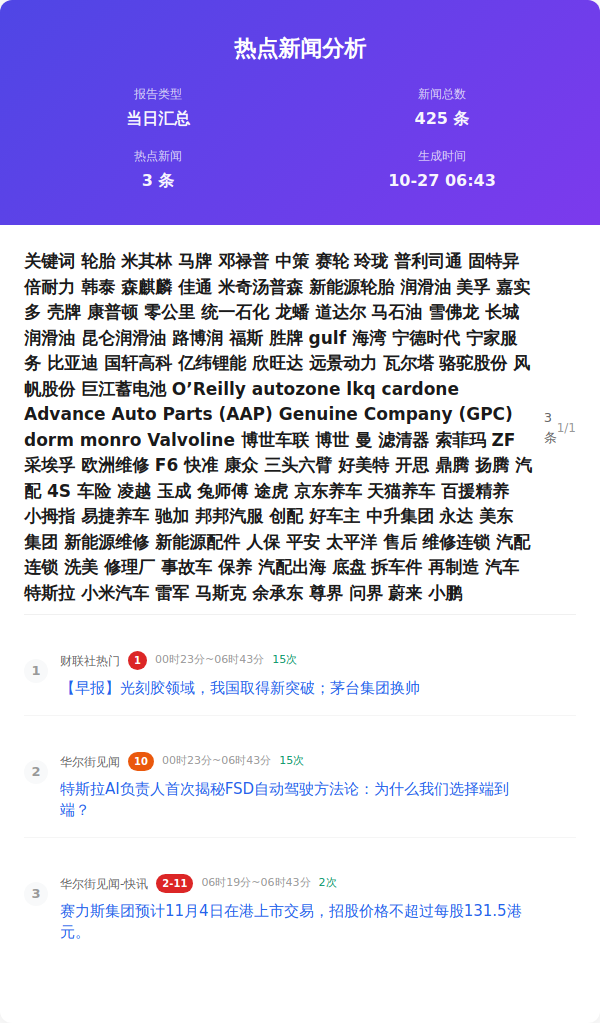 热点新闻分析
报告类型
新闻总数
当日汇总
425 条
热点新闻
生成时间
3 条
10-27 06:43
关键词 轮胎 米其林 马牌 邓禄普 中策 赛轮 玲珑 普利司通 固特异
倍耐力 韩泰 森麒麟 佳通 米奇汤普森 新能源轮胎 润滑油 美孚 嘉实
多 壳牌 康普顿 零公里 统一石化 龙蟠 道达尔 马石油 雪佛龙 长城
润滑油 昆仑润滑油 路博润 福斯 胜牌 gulf 海湾 宁德时代 宁家服
务 比亚迪 国轩高科 亿纬锂能 欣旺达 远景动力 瓦尔塔 骆驼股份 风
帆股份 巨江蓄电池 O’Reilly autozone lkq cardone
Advance Auto Parts (AAP) Genuine Company (GPC)
dorm monro Valvoline 博世车联 博世 曼 滤清器 索菲玛 ZF
采埃孚 欧洲维修 F6 快准 康众 三头六臂 好美特 开思 鼎腾 扬腾 汽
配 4S 车险 凌越 玉成 兔师傅 途虎 京东养车 天猫养车 百援精养
小拇指 易捷养车 驰加 邦邦汽服 创配 好车主 中升集团 永达 美东
集团 新能源维修 新能源配件 人保 平安 太平洋 售后 维修连锁 汽配
连锁 洗美 修理厂 事故车 保养 汽配出海 底盘 拆车件 再制造 汽车
特斯拉 小米汽车 雷军 马斯克 余承东 尊界 问界 蔚来 小鹏
3
条
1/1
1
财联社热门 1 00时23分~06时43分 15次
【早报】光刻胶领域，我国取得新突破；茅台集团换帅
2
华尔街见闻 10 00时23分~06时43分 15次
特斯拉AI负责人首次揭秘FSD自动驾驶方法论：为什么我们选择端到
端？
3
华尔街见闻-快讯 2-11 06时19分~06时43分 2次
赛力斯集团预计11月4日在港上市交易，招股价格不超过每股131.5港
元。